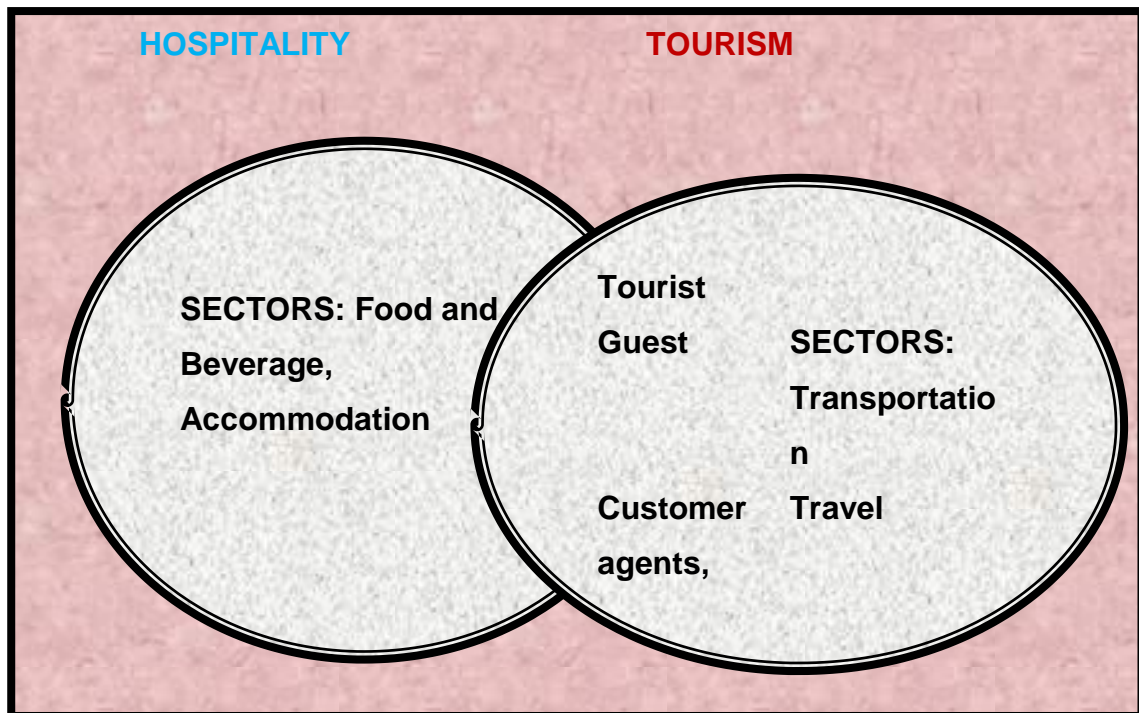 HOSPITALITY TOURISM
SECTORS: Food and
Beverage,
Accommodation
Tourist
Guest SECTORS:
Transportatio
n
Customer Travel
agents,